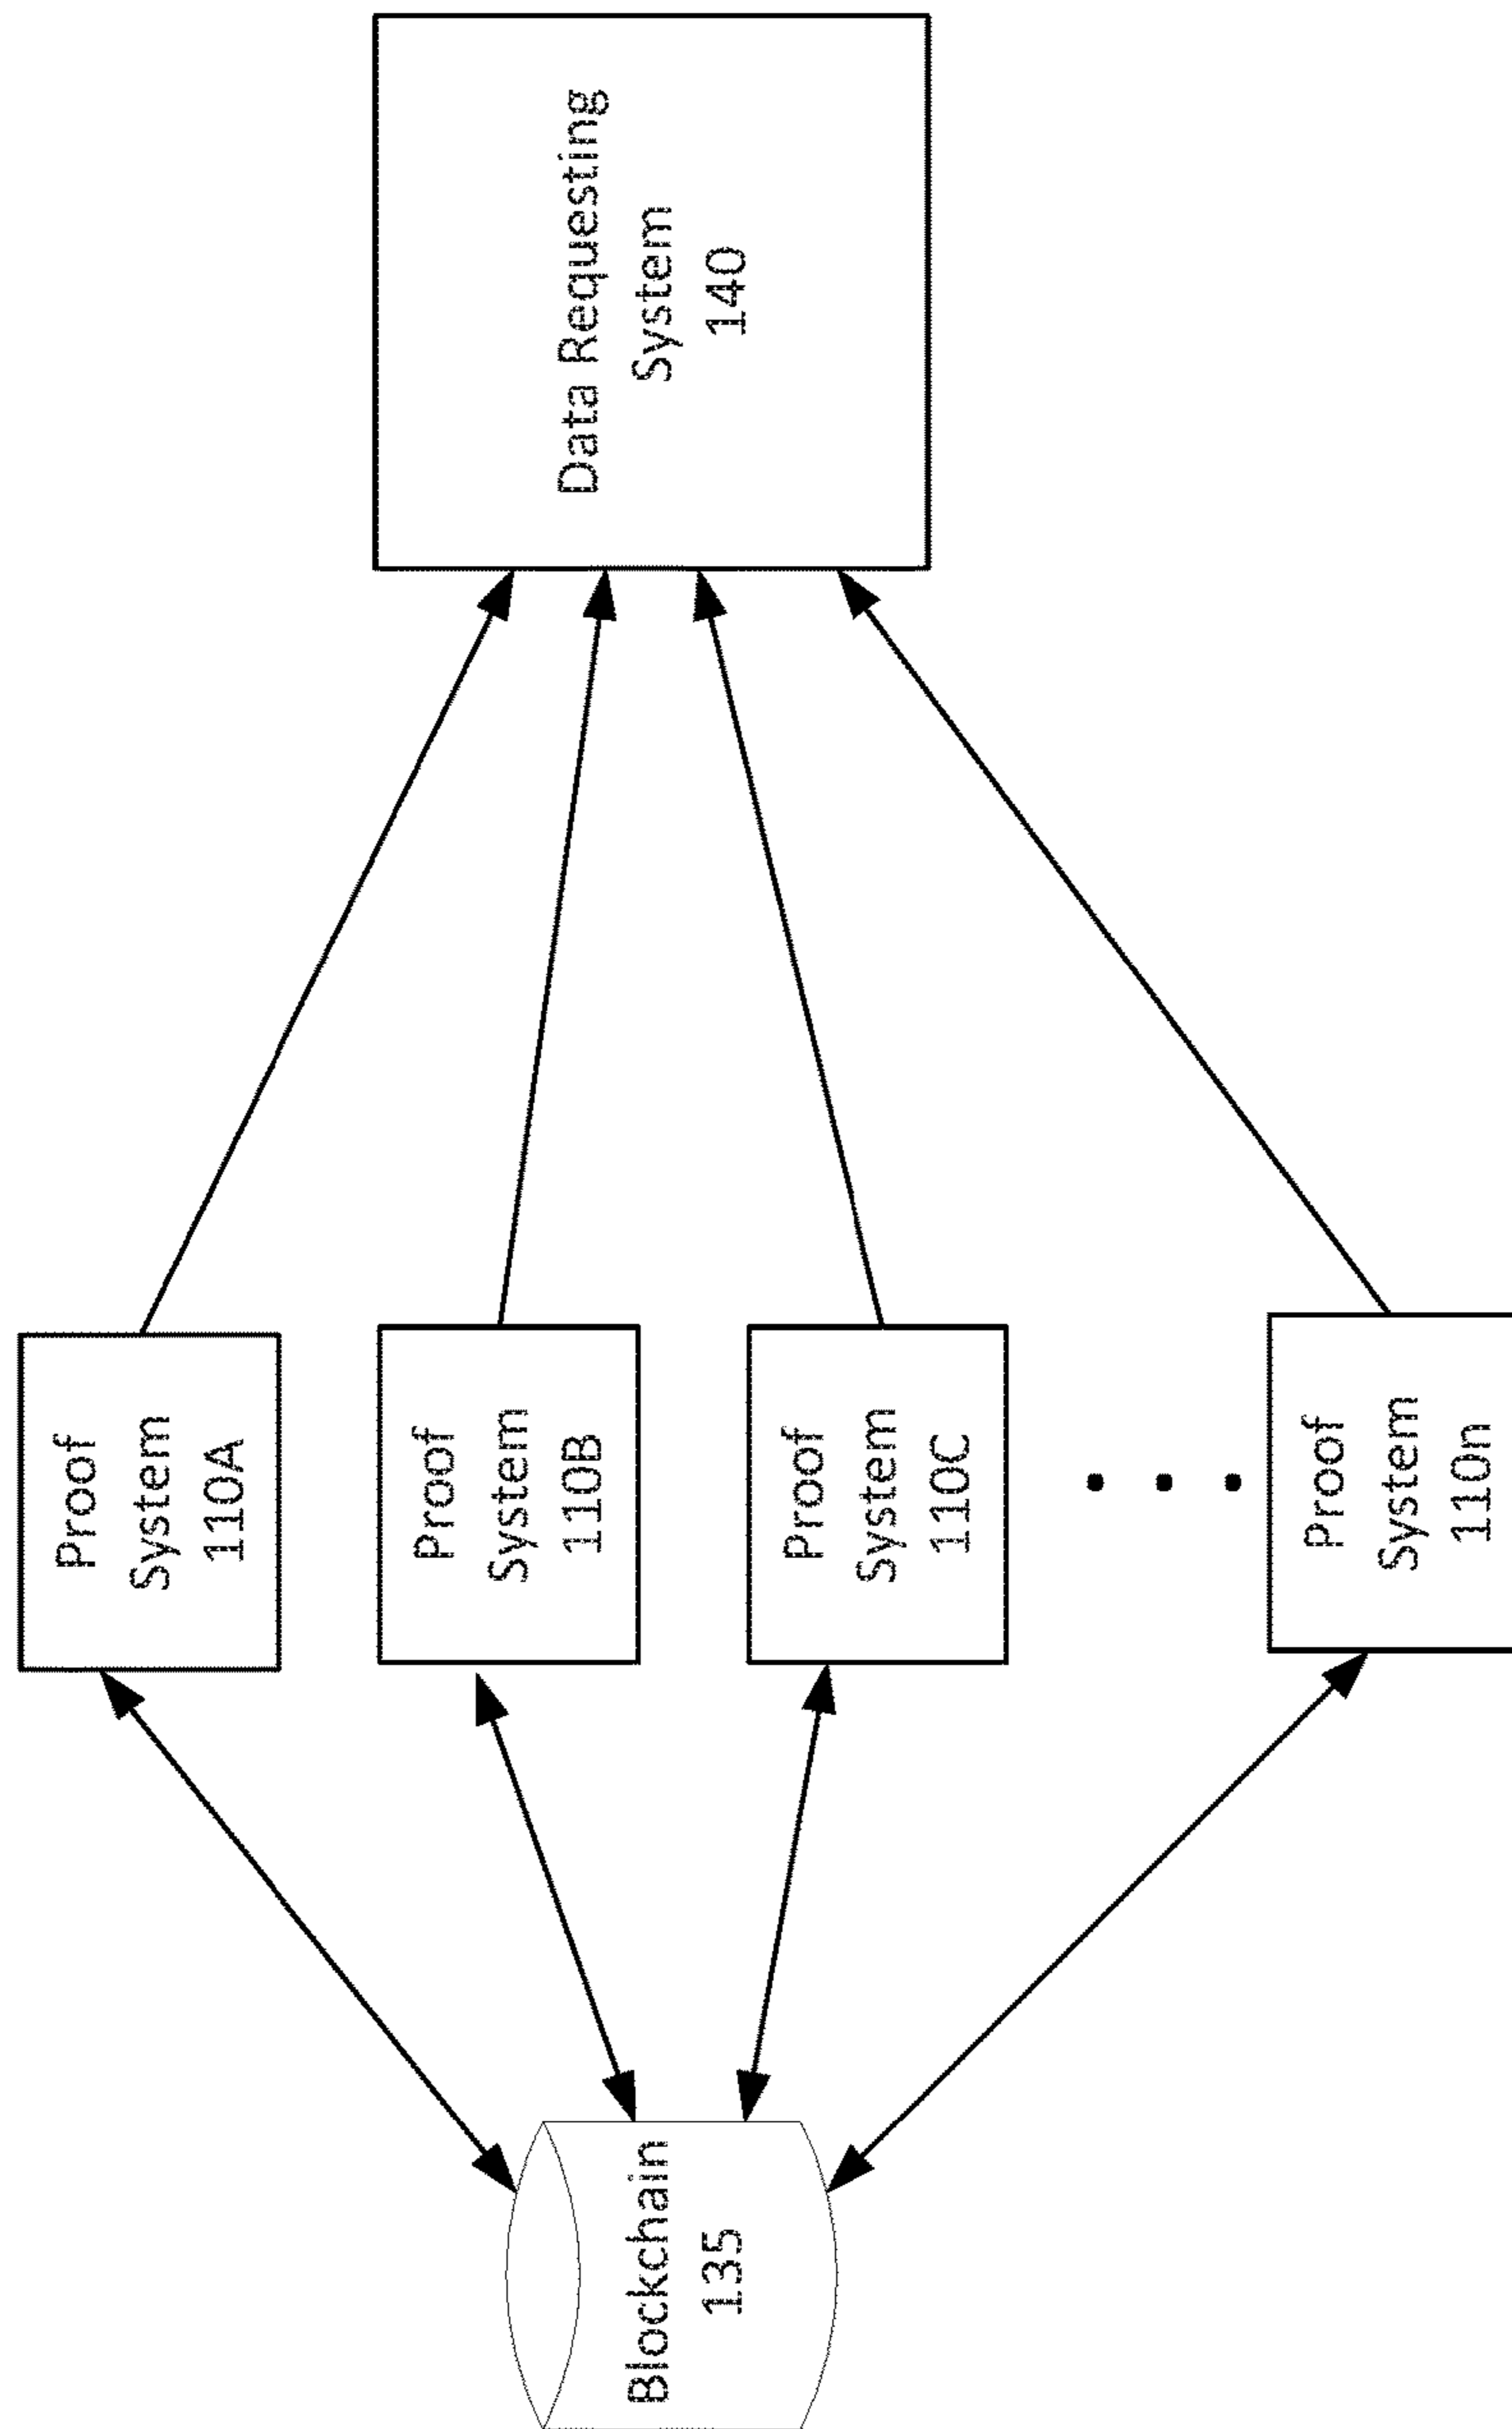 Proof
System
110A
Proof
System
110B
Proof
System
110C
Proof
System
110n
Blockchain
135
Data Requesting
System
140